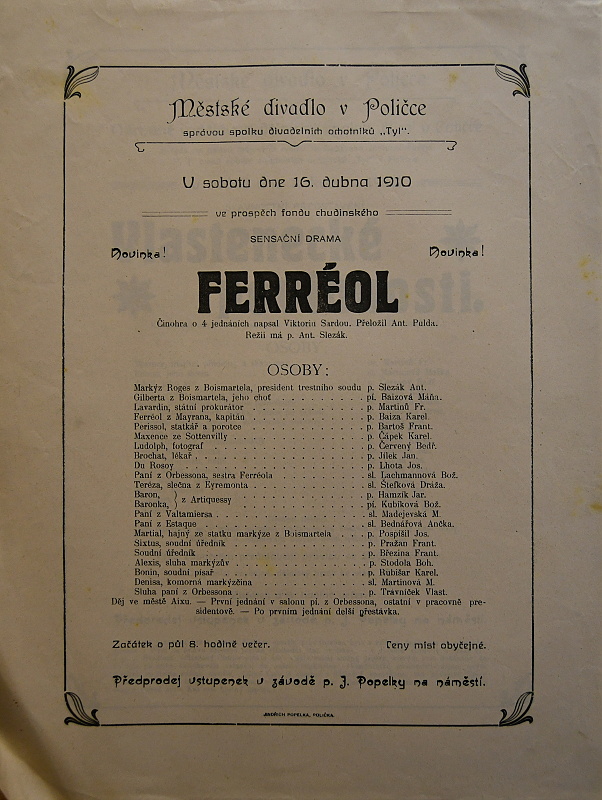 Městské divadlo v Poličce
správou spolku divadelních ochotníků „Tyl“.
U sobotu dne 16. dubna 1910
ve prospěch fondu chudinského
SENSAČNÍ DRAMA
Novinka! Novinka!
FERRÉOL
Činohra o 4 jednáních napsal Viktorin Sardou. Přeložil Ant. Pulda.
Režii má p. Ant. Slezák.
OSOBY:
Markýz Roges z Boismartela, president trestního soudu p. Slezák Ant.
Gilberta z Boismartela, jeho choť . . . . . . . . . . pí. Baizová Máňa.
Lavardin, státní prokurátor . . . . . . . . . . . . . p. Martinů Fr.
Ferréol z Mayrana, kapitán . . . . . . . . . . . . . p. Baiza Karel.
Perissol, statkář a porotce . . . . . . . . . . . . . p. Bartoš Frant.
Maxence ze Sottenvilly . . . . . . . . . . . . . . . p. Čápek Karel.
Ludolph, fotograf . . . . . . . . . . . . . . . . . p. Červený Bedř.
Brochat, lékař . . . . . . . . . . . . . . . . . . p. Jílek Jan.
Du Rosoy . . . . . . . . . . . . . . . . . . . . p. Lhota Jos.
Paní z Orbessona, sestra Ferréola . . . . . . . . . . sl. Lachmannová Bož.
Teréza, slečna z Eyremonta . . . . . . . . . . . . . sl. Štefková Dráža.
Baron, } z Artiquessy . . . . . . . . . . . . . . p. Hamzík Jar.
Baronka, } . . . . . . . . . . . . . . pí. Kubíková Bož.
Paní z Valtamiersa . . . . . . . . . . . . . . . . sl. Madejevská M.
Paní z Estaque . . . . . . . . . . . . . . . . . . sl. Bednářová Ančka.
Martial, hajný ze statku markýze z Boismartela . . . p. Pospíšil Jos.
Sixtus, soudní úředník . . . . . . . . . . . . . . . p. Pražan Frant.
Soudní úředník . . . . . . . . . . . . . . . . . . p. Březina Frant.
Alexis, sluha markýzův . . . . . . . . . . . . . . p. Stodola Boh.
Bonin, soudní písař . . . . . . . . . . . . . . . . p. Rubišar Karel.
Denisa, komorná markýzčina . . . . . . . . . . . . sl. Martinová M.
Sluha paní z Orbessona . . . . . . . . . . . . . . p. Trávníček Vlast.
Děj ve městě Aixu. — První jednání v salonu pí. z Orbessona, ostatní v pracovně pre-
sidentově. — Po prvním jednání delší přestávka.
Začátek o půl 8. hodině večer. Ceny míst obyčejné.
Předprodej vstupenek v závodě p. J. Popelky na náměstí.
JINDŘICH POPELKA, POLIČKA.